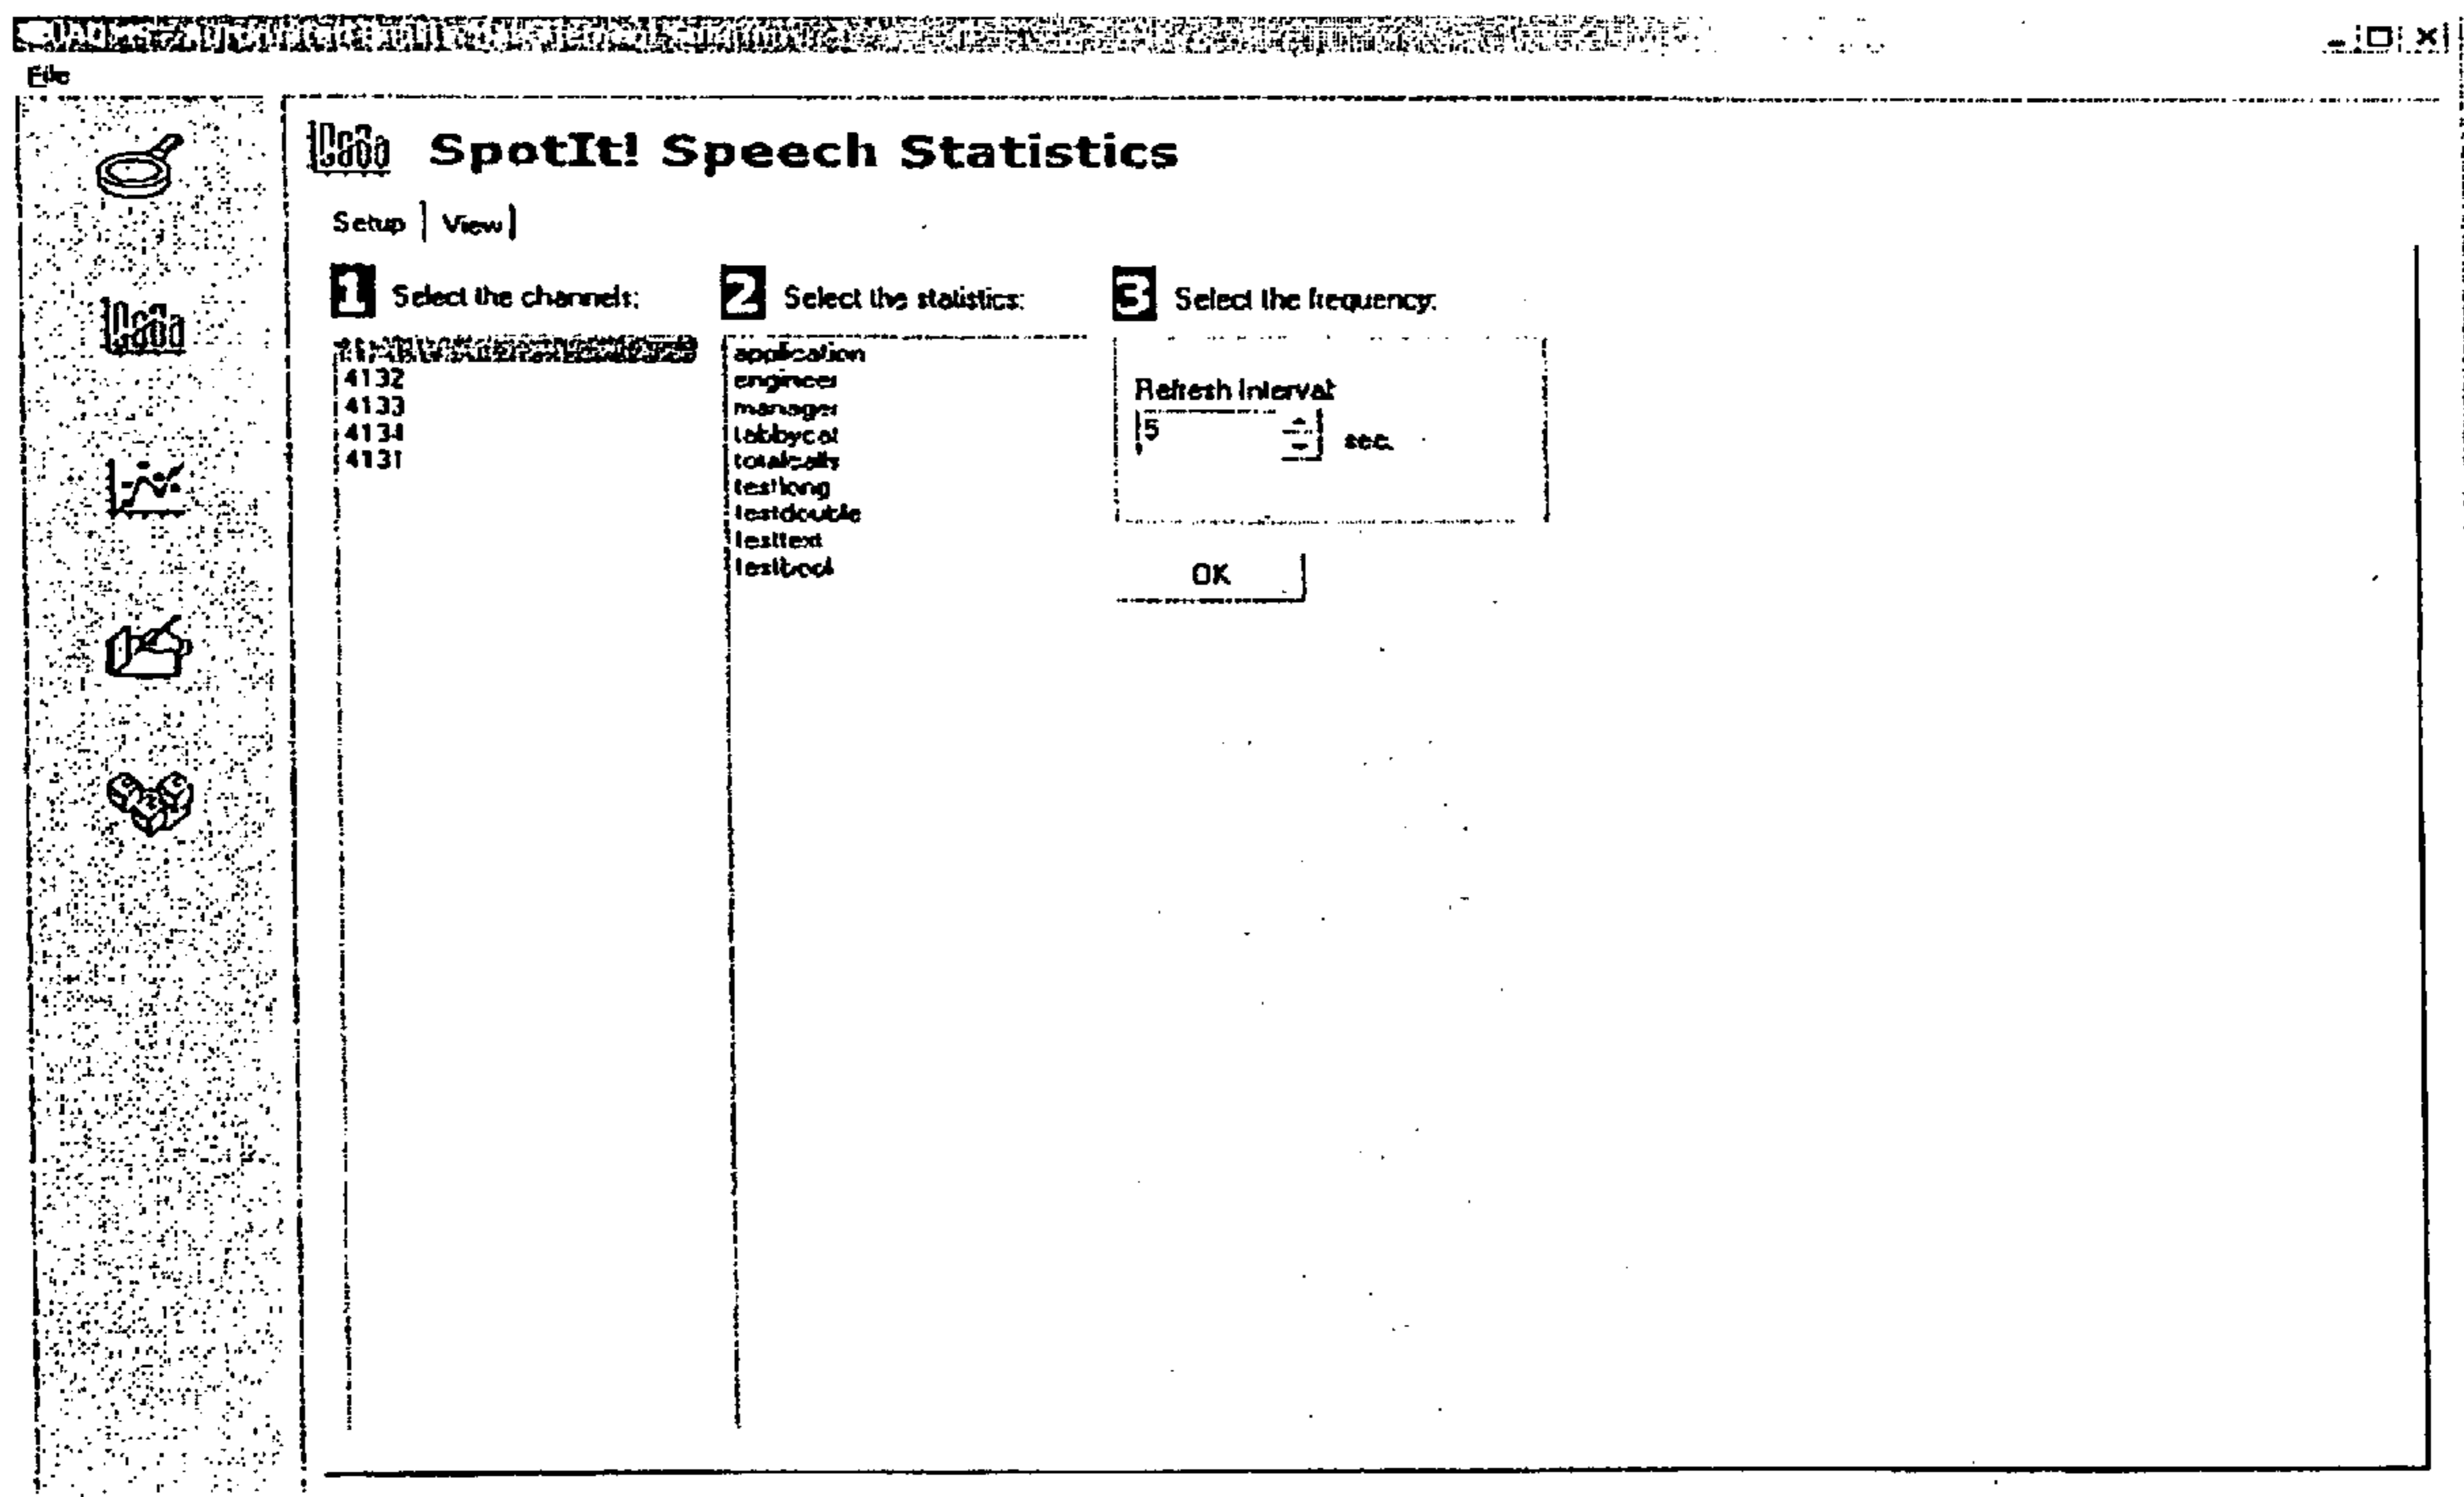 File
SpotIt! Speech Statistics
Setup View
1 Select the channels:
2 Select the statistics:
3 Select the frequency:
4132
4133
4134
4131
application
engineer
manager
tabbycat
totalcalls
testlong
testdouble
testtext
testbool
Refresh Interval:
5 sec.
OK